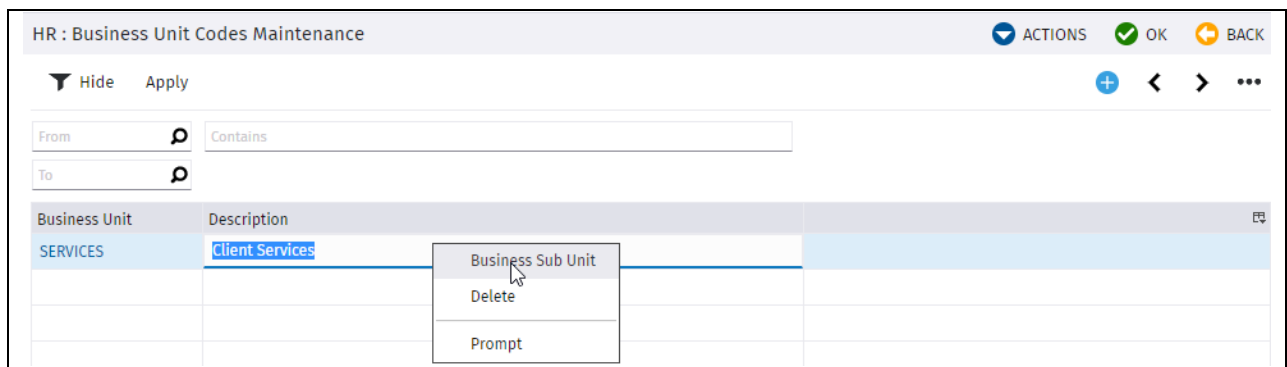 HR : Business Unit Codes Maintenance ACTIONS OK BACK
Hide Apply
From Contains
To
Business Unit Description
SERVICES Client Services
Business Sub Unit
Delete
Prompt